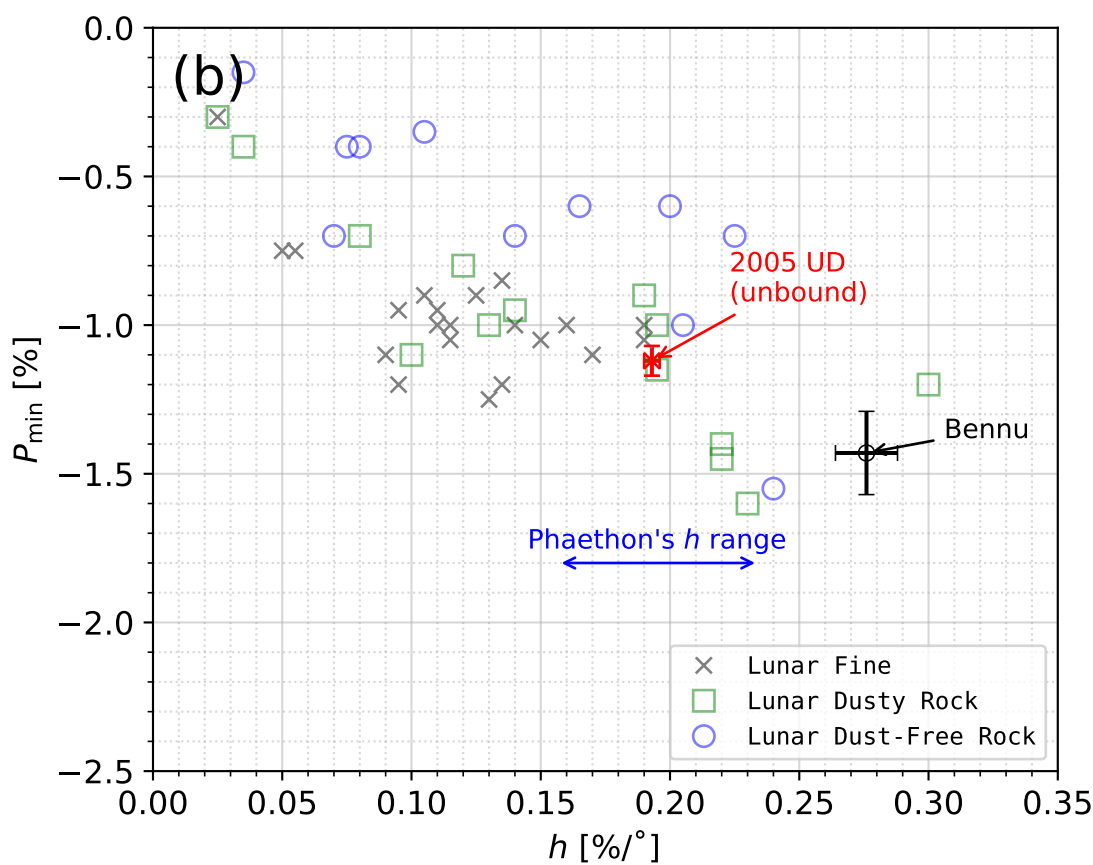 (b)
0.0
−0.5
−1.0
−1.5
−2.0
−2.5
P_min [%]
2005 UD
(unbound)
Bennu
Phaethon's h range
Lunar Fine
Lunar Dusty Rock
Lunar Dust-Free Rock
0.00 0.05 0.10 0.15 0.20 0.25 0.30 0.35
h [%/°]